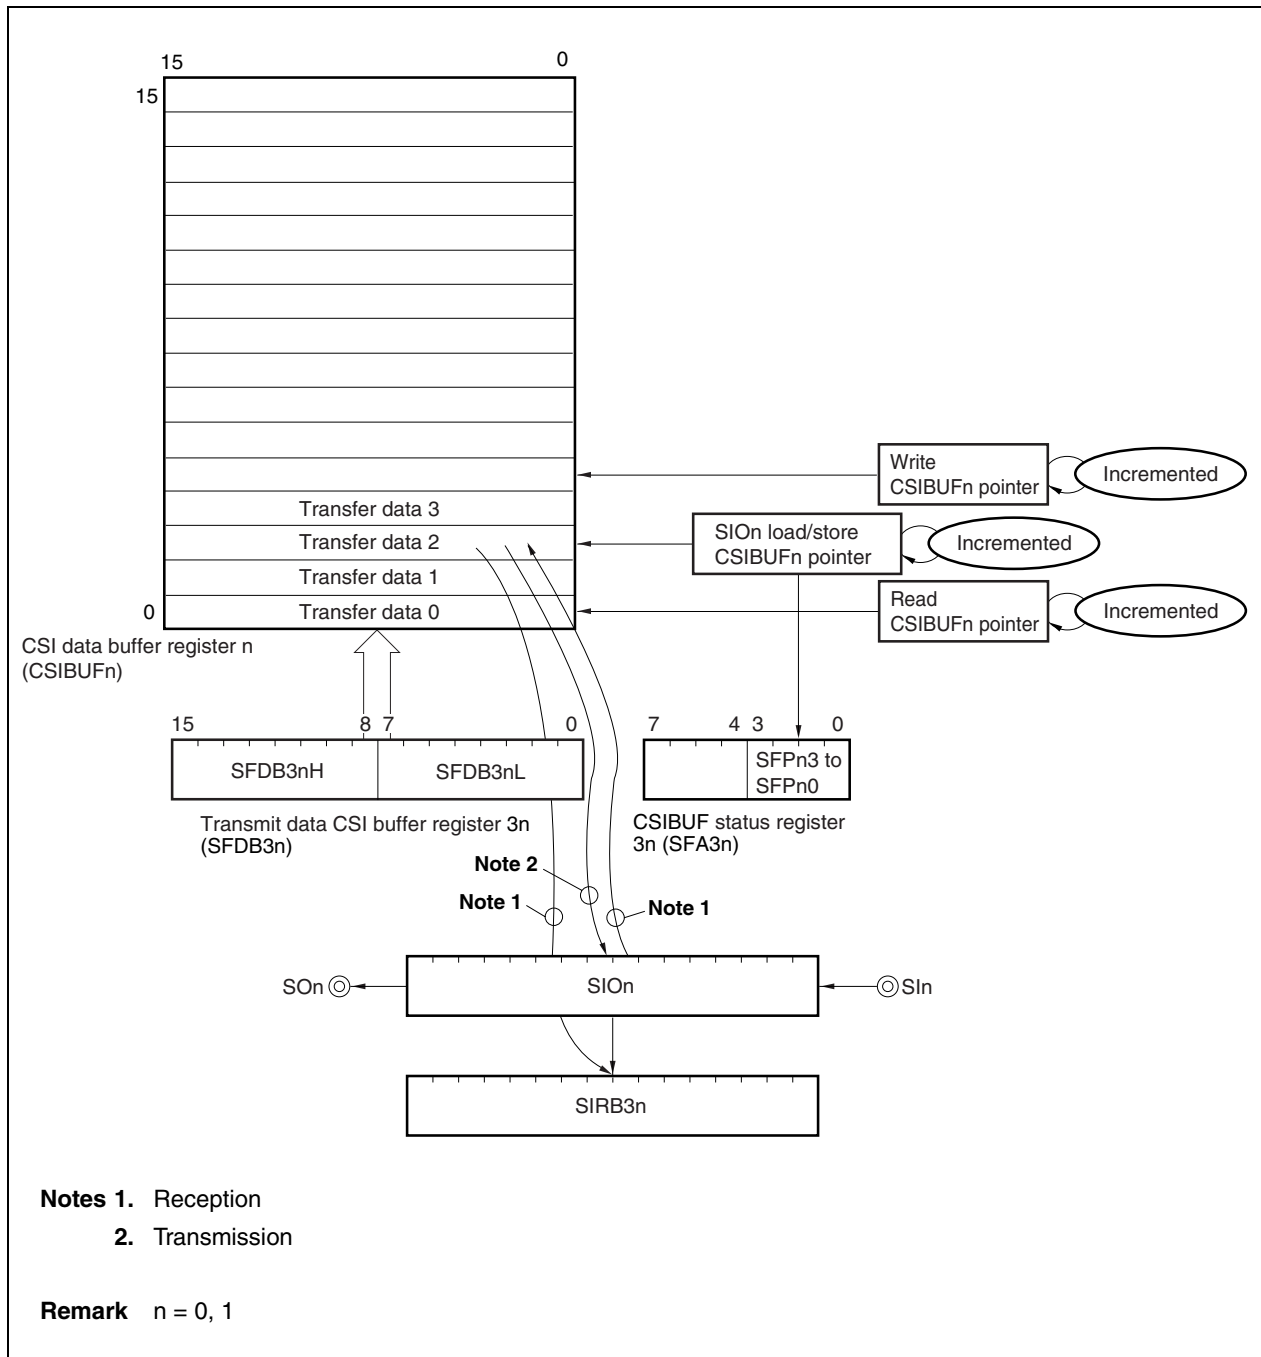 15 0
15
Write
CSIBUFn pointer
Incremented
Transfer data 3
SIOn load/store
CSIBUFn pointer
Incremented
Transfer data 2
Transfer data 1
Read
CSIBUFn pointer
Incremented
0 Transfer data 0
CSI data buffer register n
(CSIBUFn)
15 8 7 0
7 4 3 0
SFDB3nH SFDB3nL
SFPn3 to
SFPn0
Transmit data CSI buffer register 3n
(SFDB3n)
CSIBUF status register
3n (SFA3n)
Note 2
Note 1
Note 1
SOn SIOn SIn
SIRB3n
Notes 1. Reception
2. Transmission
Remark n = 0, 1